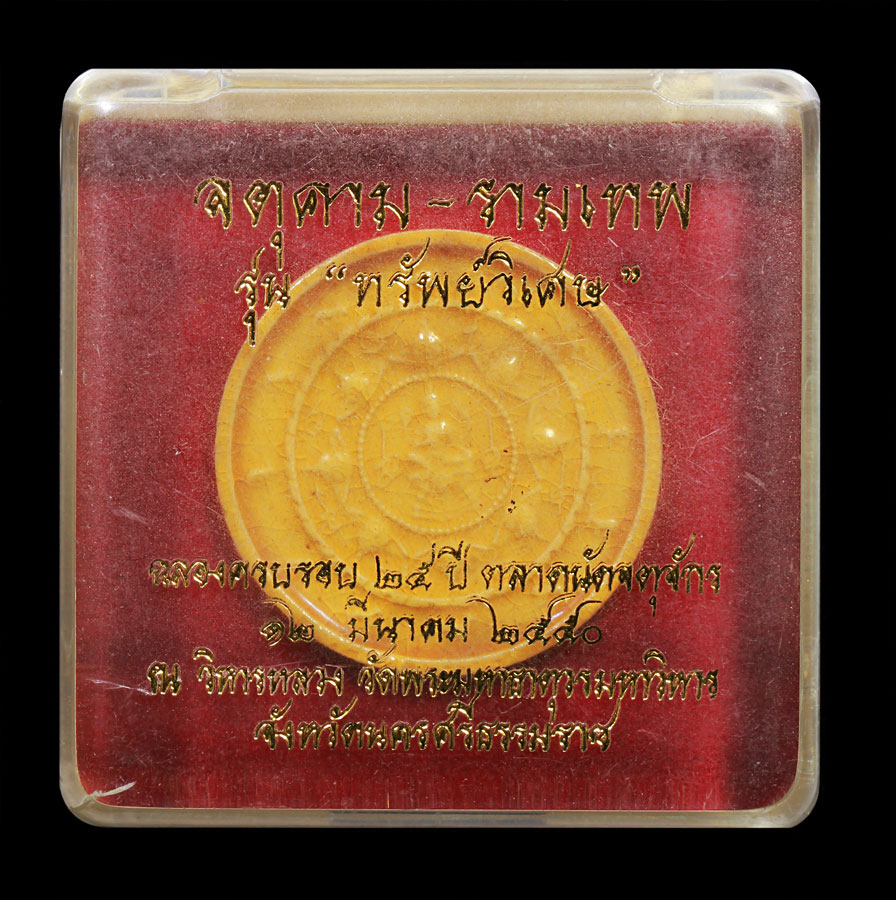 จตุคาม - รามเทพ
รุ่น “ทรัพย์วิเศษ”
ฉลองครบรอบ ๒๕ ปี ตลาดนัดจตุจักร
๑๒ มีนาคม ๒๕๕๐
ณ วิหารหลวง วัดพระมหาธาตุวรมหาวิหาร
จังหวัดนครศรีธรรมราช